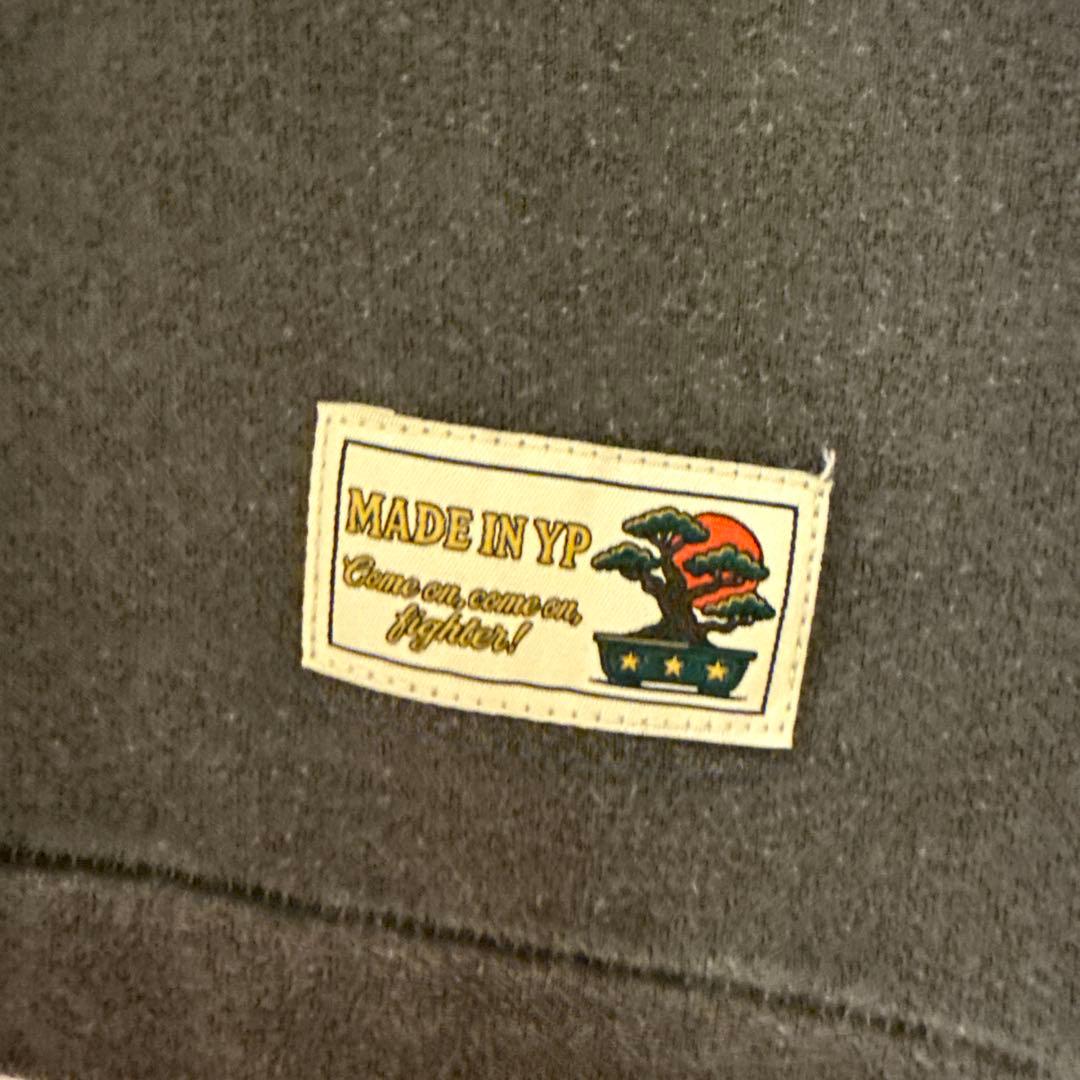 MADE IN YP
Come on, come on,
fighter!